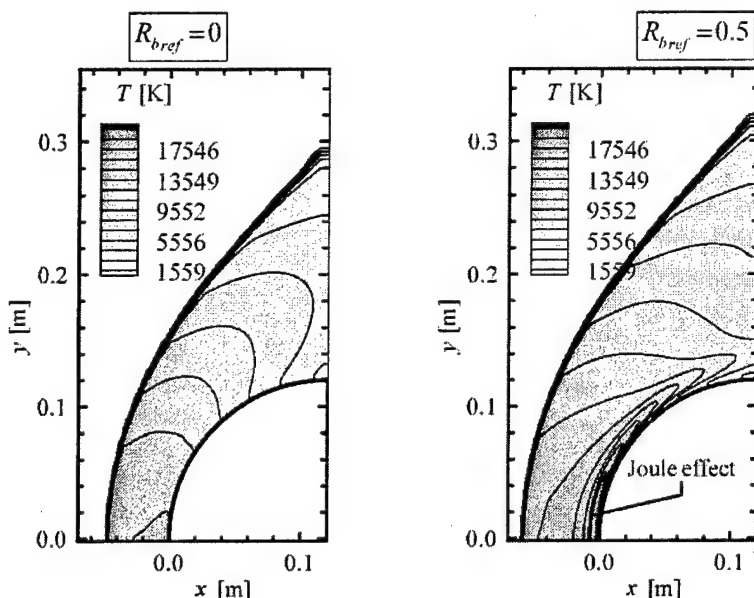 R_bref=0
T [K]
17546
13549
9552
5556
1559
0.3
0.2
0.1
0.0
y [m]
0.0
0.1
x [m]
R_bref=0.5
T [K]
17546
13549
9552
5556
1559
0.3
0.2
0.1
0.0
y [m]
Joule effect
0.0
0.1
x [m]